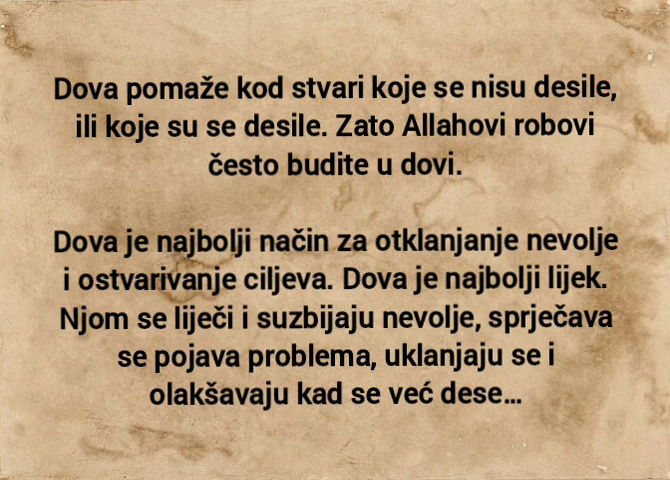 Dova pomaže kod stvari koje se nisu desile,
ili koje su se desile. Zato Allahovi robovi
često budite u dovi.
Dova je najbolji način za otklanjanje nevolje
i ostvarivanje ciljeva. Dova je najbolji lijek.
Njom se liječi i suzbijaju nevolje, sprječava
se pojava problema, uklanjaju se i
olakšavaju kad se već dese...